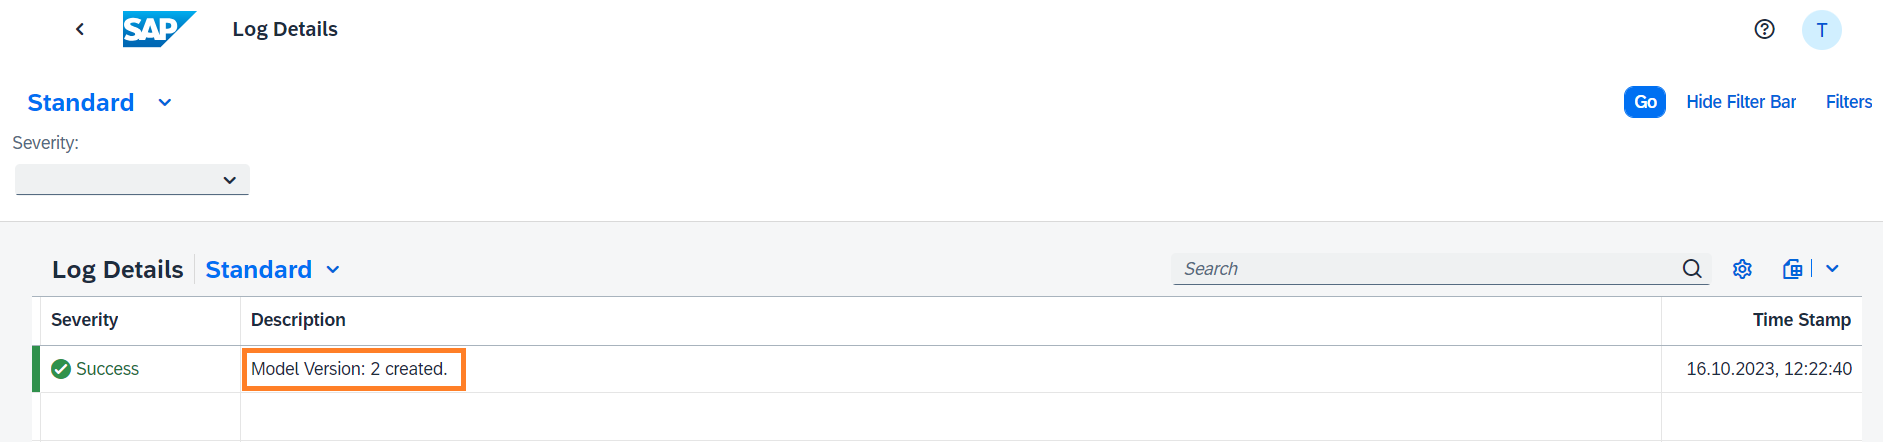 SAP Log Details T
Standard Go Hide Filter Bar Filters
Severity:
Log Details Standard Search
Severity Description Time Stamp
Success Model Version: 2 created. 16.10.2023, 12:22:40